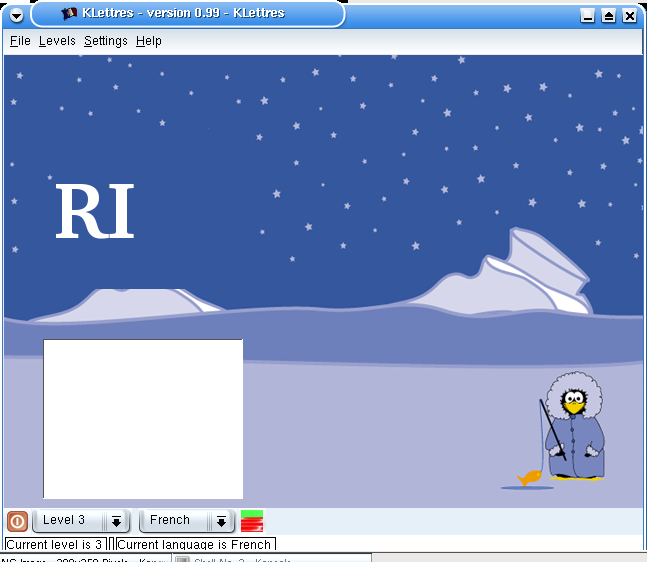 KLettres - version 0.99 - KLettres
File Levels Settings Help
RI
Level 3 French
Current level is 3 Current language is French